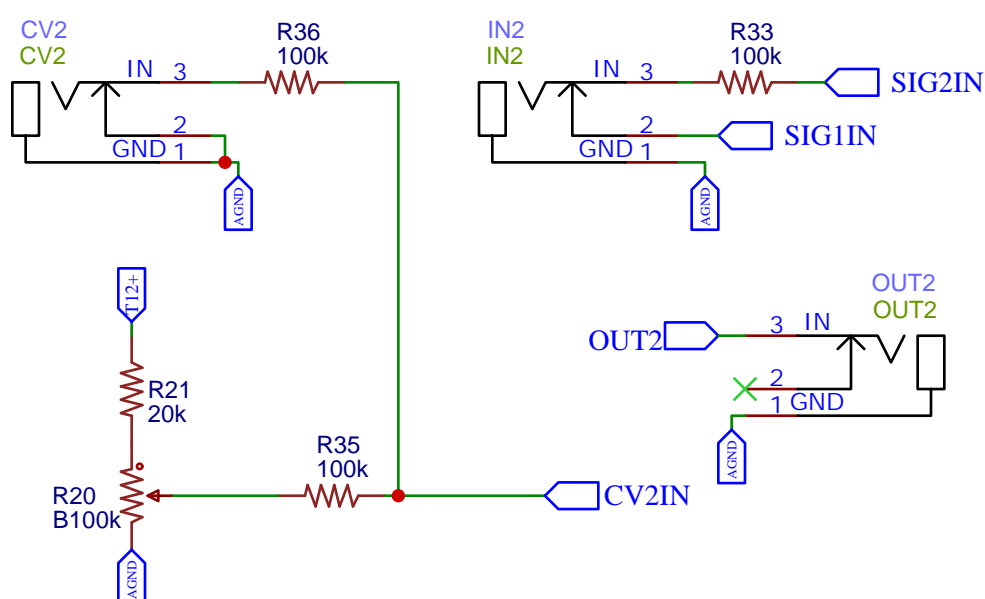 CV2
CV2
IN 3
2
GND 1
AGND
R36
100k
IN2
IN2
IN 3
2
GND 1
AGND
R33
100k
SIG2IN
SIG1IN
T12+
R21
20k
R20
B100k
AGND
R35
100k
CV2IN
OUT2
OUT2
OUT2
3 IN
2
1 GND
AGND